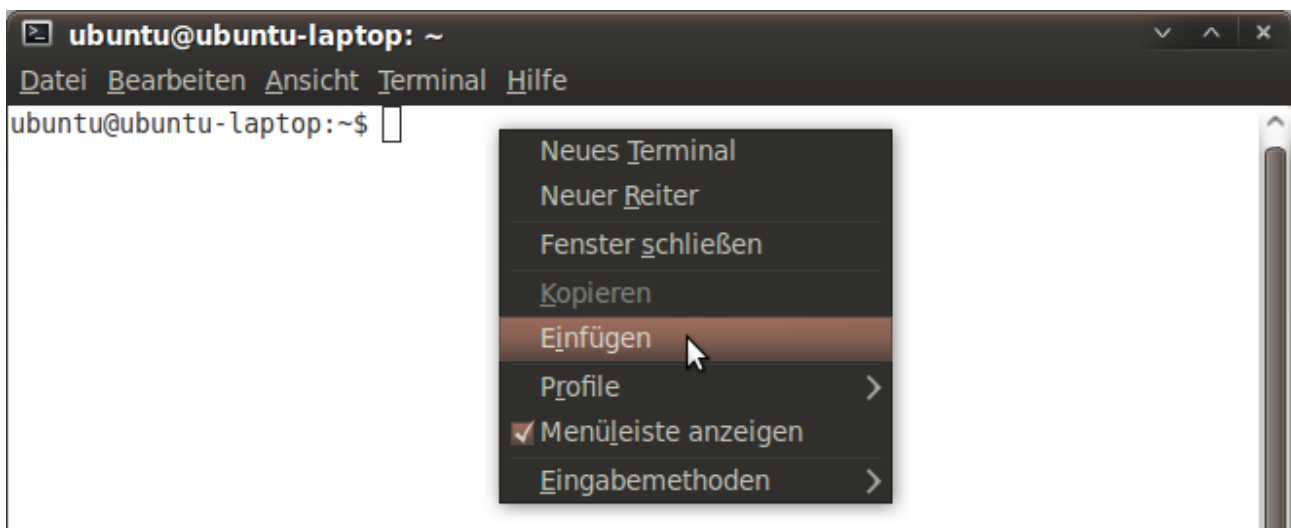 ubuntu@ubuntu-laptop: ~
Datei Bearbeiten Ansicht Terminal Hilfe
ubuntu@ubuntu-laptop:~$
Neues Terminal
Neuer Reiter
Fenster schließen
Kopieren
Einfügen
Profile
Menüleiste anzeigen
Eingabemethoden